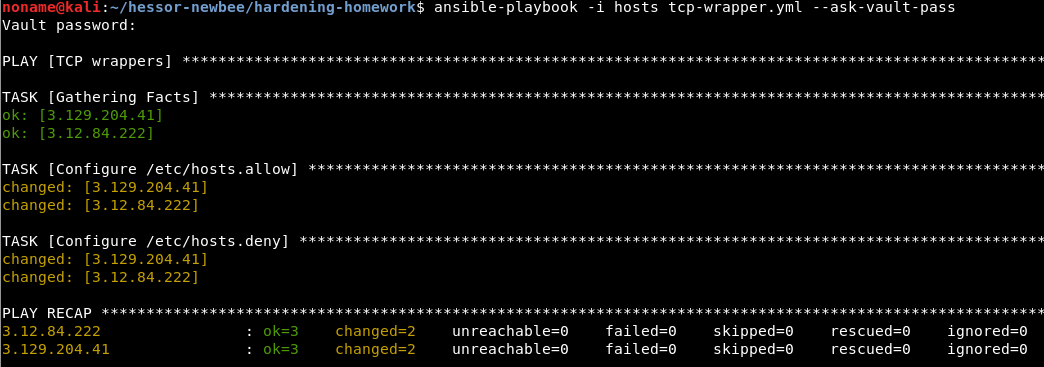 noname@kali:~/hessor-newbee/hardening-homework$ ansible-playbook -i hosts tcp-wrapper.yml --ask-vault-pass
Vault password:
PLAY [TCP wrappers] ************************************************************************************************
TASK [Gathering Facts] *********************************************************************************************
ok: [3.129.204.41]
ok: [3.12.84.222]
TASK [Configure /etc/hosts.allow] **********************************************************************************
changed: [3.129.204.41]
changed: [3.12.84.222]
TASK [Configure /etc/hosts.deny] ***********************************************************************************
changed: [3.129.204.41]
changed: [3.12.84.222]
PLAY RECAP *********************************************************************************************************
3.12.84.222                : ok=3    changed=2    unreachable=0    failed=0    skipped=0    rescued=0    ignored=0
3.129.204.41               : ok=3    changed=2    unreachable=0    failed=0    skipped=0    rescued=0    ignored=0